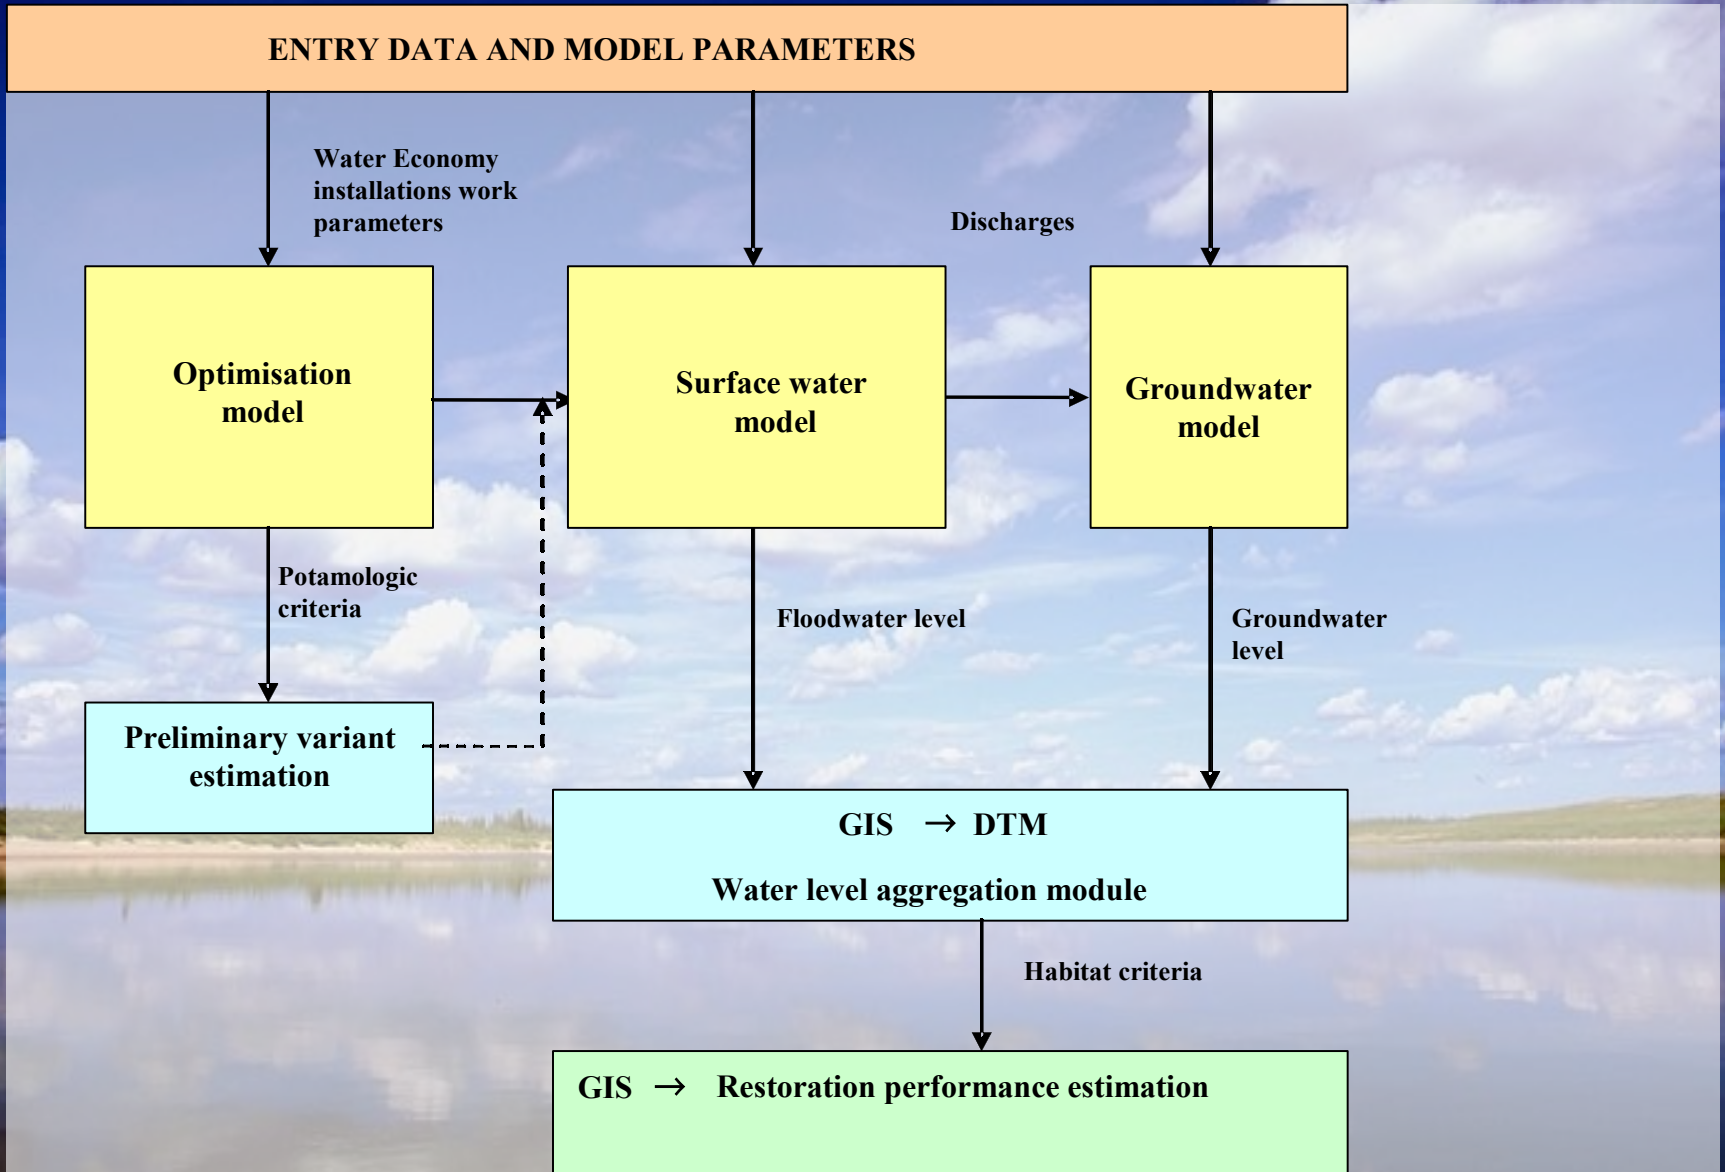 ENTRY DATA AND MODEL PARAMETERS
Water Economy
installations work
parameters
Discharges
Optimisation
model
Surface water
model
Groundwater
model
Potamologic
criteria
Floodwater level
Groundwater
level
Preliminary variant
estimation
GIS → DTM
Water level aggregation module
Habitat criteria
GIS → Restoration performance estimation